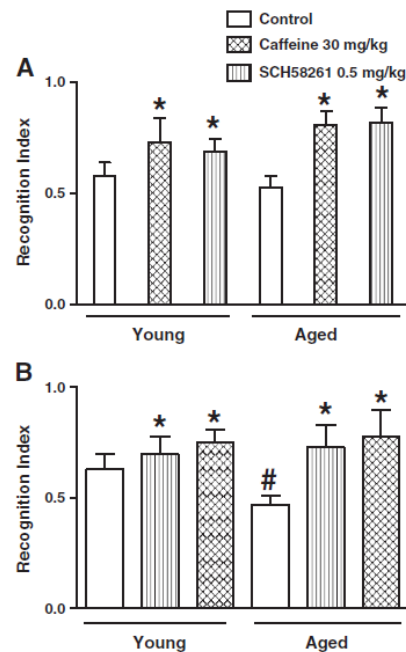 Control
Caffeine 30 mg/kg
SCH58261 0.5 mg/kg
A
Recognition Index
1.0
0.5
0.0
* * * *
Young Aged
B
Recognition Index
1.0
0.5
0.0
* * # * *
Young Aged